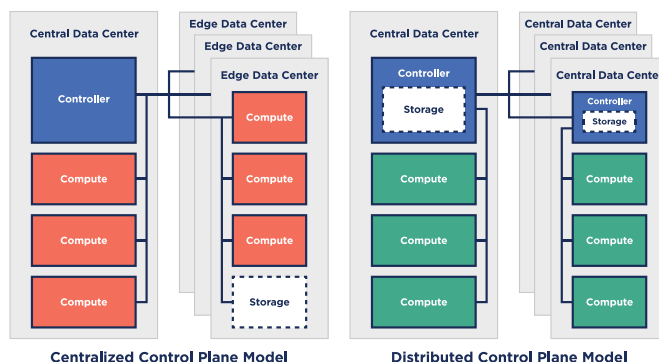 Central Data Center
Controller
Compute
Compute
Compute
Edge Data Center
Edge Data Center
Edge Data Center
Compute
Compute
Compute
Storage
Centralized Control Plane Model
Central Data Center
Controller
Storage
Compute
Compute
Compute
Central Data Center
Central Data Center
Central Data Center
Controller
Storage
Compute
Compute
Compute
Distributed Control Plane Model